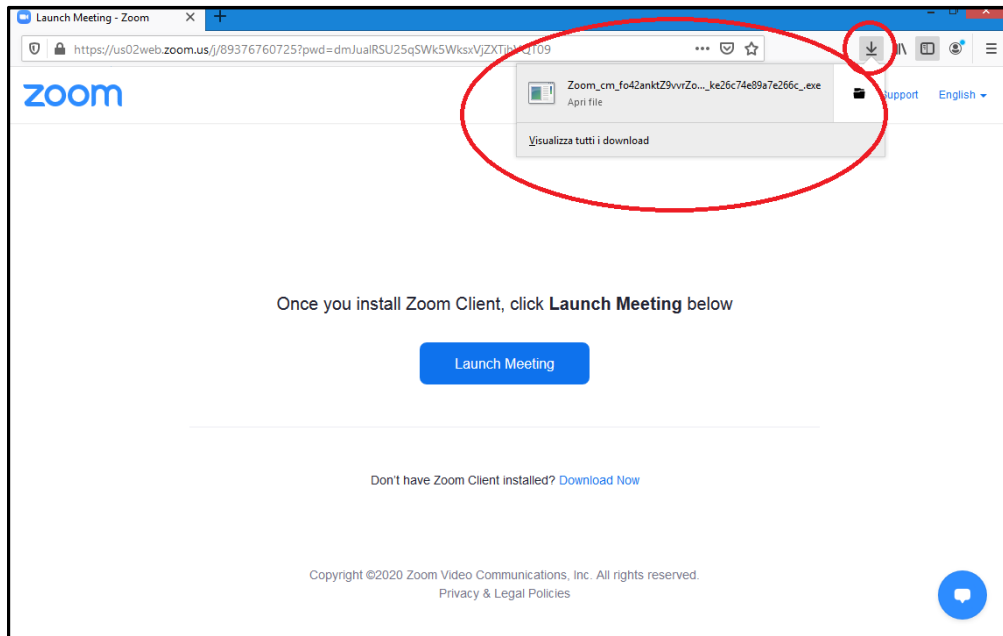 Launch Meeting - Zoom
https://us02web.zoom.us/j/89376760725?pwd=
Zoom_cm_fo42anktZ9vvrZo..._ke26c74e89a7e266c_.exe
Apri file
Visualizza tutti i download
zoom
Support English
Once you install Zoom Client, click Launch Meeting below
Launch Meeting
Don't have Zoom Client installed? Download Now
Copyright ©2020 Zoom Video Communications, Inc. All rights reserved.
Privacy & Legal Policies